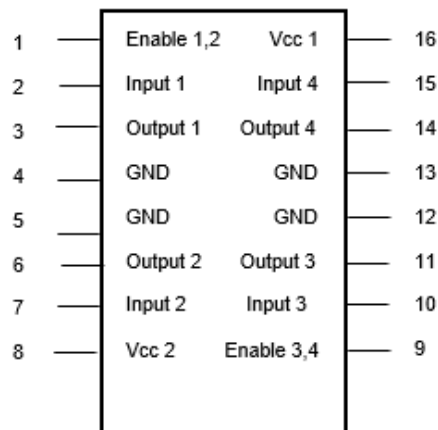 1 Enable 1,2 Vcc 1 16
2 Input 1 Input 4 15
3 Output 1 Output 4 14
4 GND GND 13
5 GND GND 12
6 Output 2 Output 3 11
7 Input 2 Input 3 10
8 Vcc 2 Enable 3,4 9